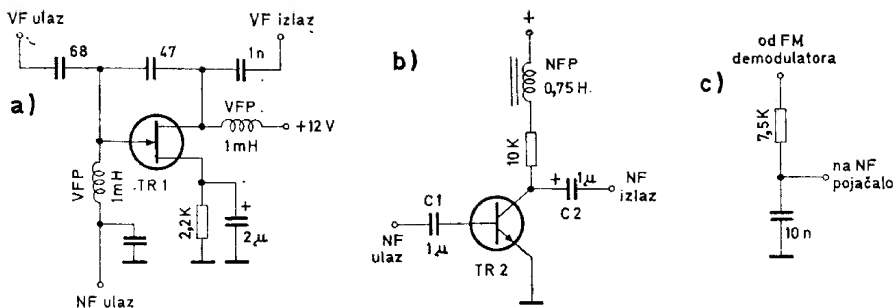 VF ulaz
68
47
1n
VF izlaz
a)
VFP
1mH
+12 V
TR 1
VFP
1mH
2,2K
+
2µ
NF ulaz
b)
+
NFP
0,75 H.
10K
+
1µ
C2
NF
izlaz
C1
1µ
NF
ulaz
TR 2
c)
od FM
demodulatora
7,5K
na NF
pojačalo
10 n